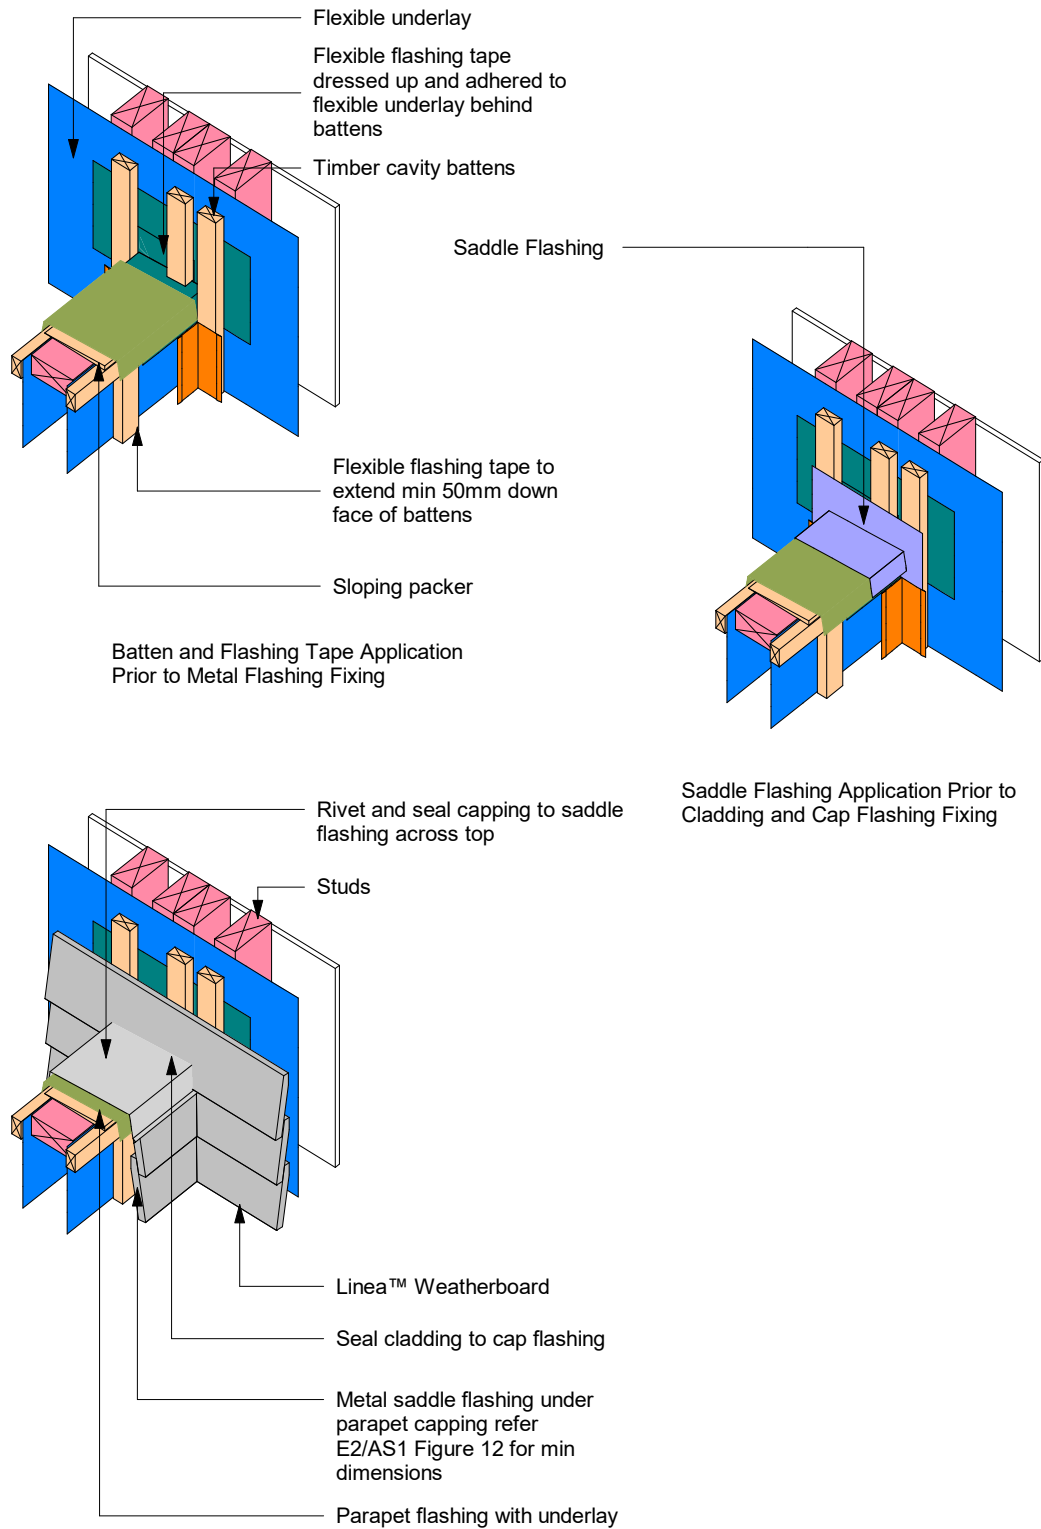 Flexible underlay
Flexible flashing tape
dressed up and adhered to
flexible underlay behind
battens
Timber cavity battens
Saddle Flashing
Flexible flashing tape to
extend min 50mm down
face of battens
Sloping packer
Batten and Flashing Tape Application
Prior to Metal Flashing Fixing
Saddle Flashing Application Prior to
Cladding and Cap Flashing Fixing
Rivet and seal capping to saddle
flashing across top
Studs
Linea™ Weatherboard
Seal cladding to cap flashing
Metal saddle flashing under
parapet capping refer
E2/AS1 Figure 12 for min
dimensions
Parapet flashing with underlay